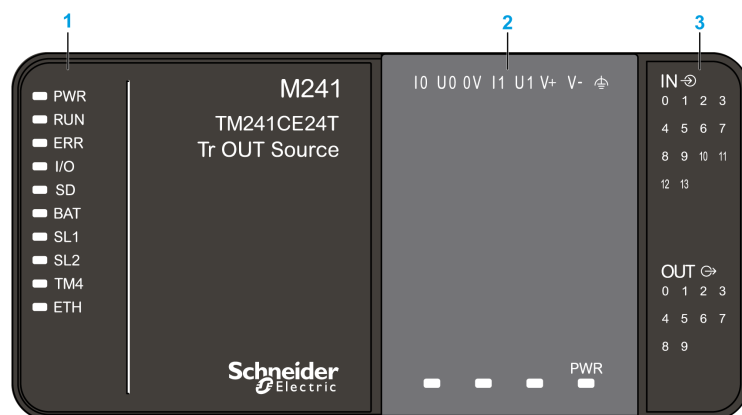 1
2
3
PWR
RUN
ERR
I/O
SD
BAT
SL1
SL2
TM4
ETH
M241
TM241CE24T
Tr OUT Source
Schneider
Electric
I0 U0 0V I1 U1 V+ V-
PWR
IN
0 1 2 3
4 5 6 7
8 9 10 11
12 13
OUT
0 1 2 3
4 5 6 7
8 9